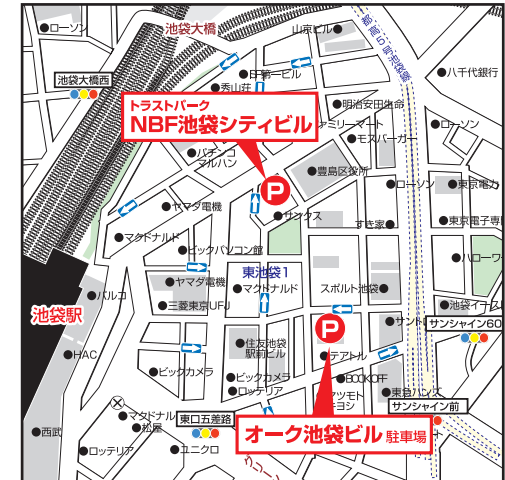 ローソン
池袋大橋
山京ビル
都高5号池袋線
池袋大橋西
日第一ビル
秀山荘
八千代銀行
トラストパーク
NBF池袋シティビル
明治安田生命
ァミリーマート
モスバーガー
ローソン
パチンコ
マルハン
豊島区役所
ローソン
東京電力
ヤマダ電機
サンクス
すき家
東京電子専
マクドナルド
ビックパソコン館
ハローワ
東池袋1
ヤマダ電機
マクドナルド
スポルト池袋
パルコ
三菱東京UFJ
池袋イース
池袋駅
サント
サンシャイン60
住友池袋
駅前ビル
テアトル
HAC
ビックカメラ
ビックカメラ
BOOKOFF
ロッテリア
マツモト
キヨシ
東急ハンズ
サンシャイン前
マクドナル
松屋
東口五差路
西武
オーク池袋ビル 駐車場
ロッテリア
ユニクロ